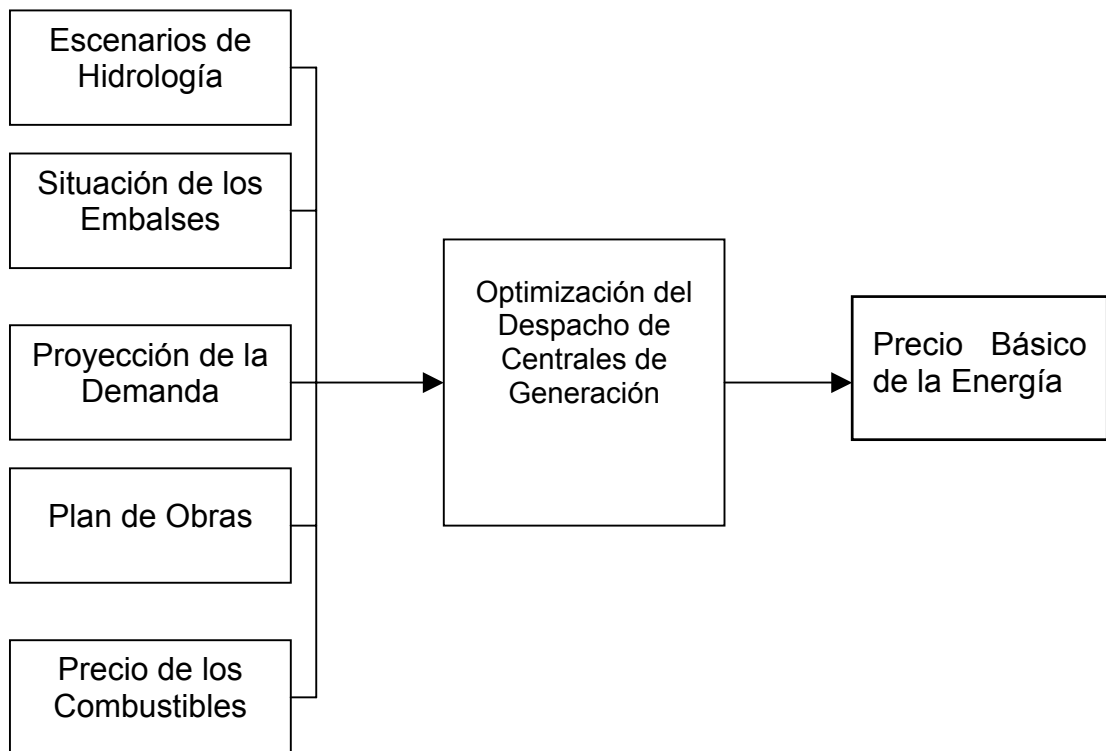 Escenarios de
Hidrología
Situación de los
Embalses
Proyección de la
Demanda
Plan de Obras
Precio de los
Combustibles
Optimización del
Despacho de
Centrales de
Generación
Precio Básico
de la Energía